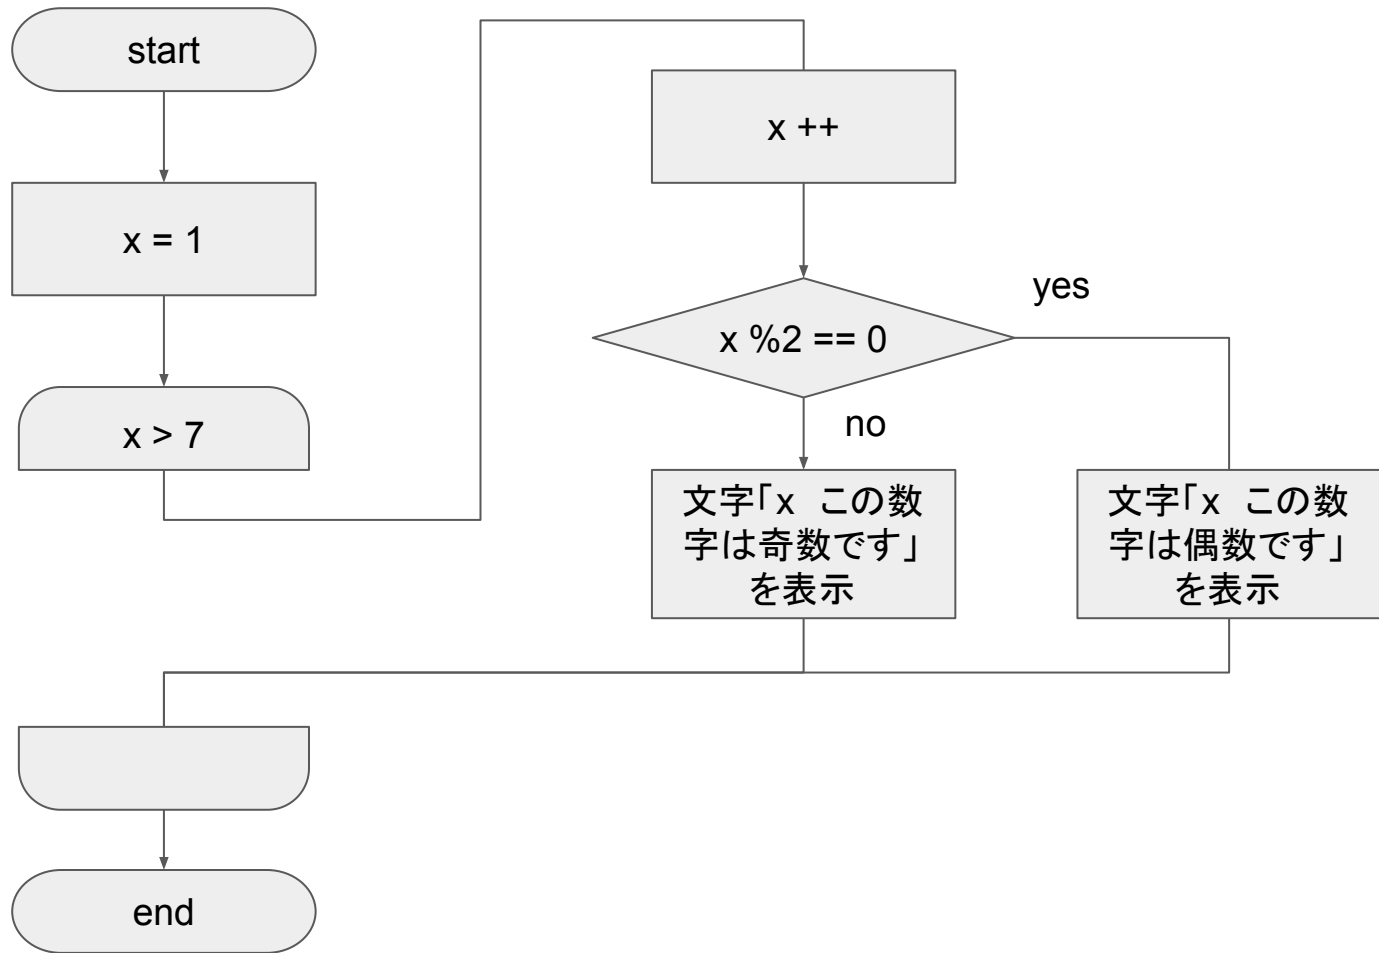 start
x = 1
x > 7
x ++
x %2 == 0
yes
no
文字「x　この数
字は奇数です」
を表示
文字「x　この数
字は偶数です」
を表示
end